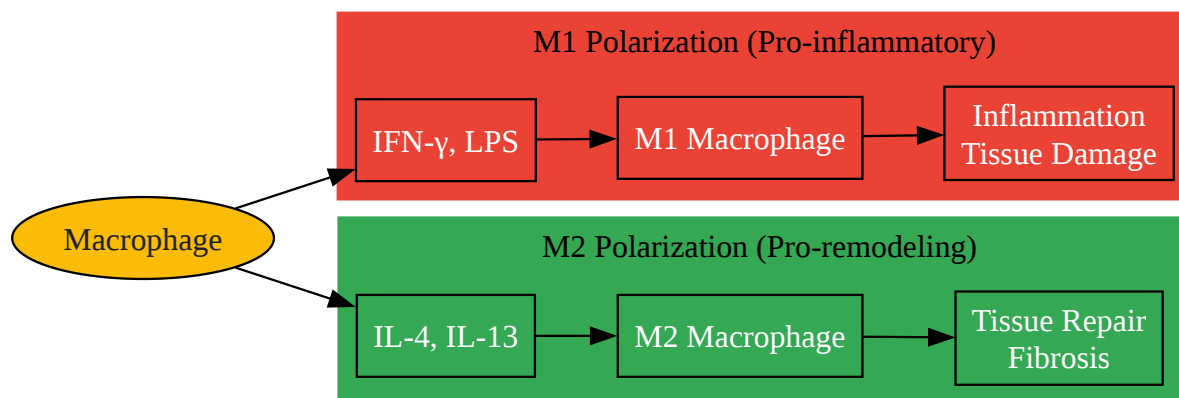 M1 Polarization (Pro-inflammatory)
IFN-γ, LPS
M1 Macrophage
Inflammation
Tissue Damage
Macrophage
M2 Polarization (Pro-remodeling)
IL-4, IL-13
M2 Macrophage
Tissue Repair
Fibrosis